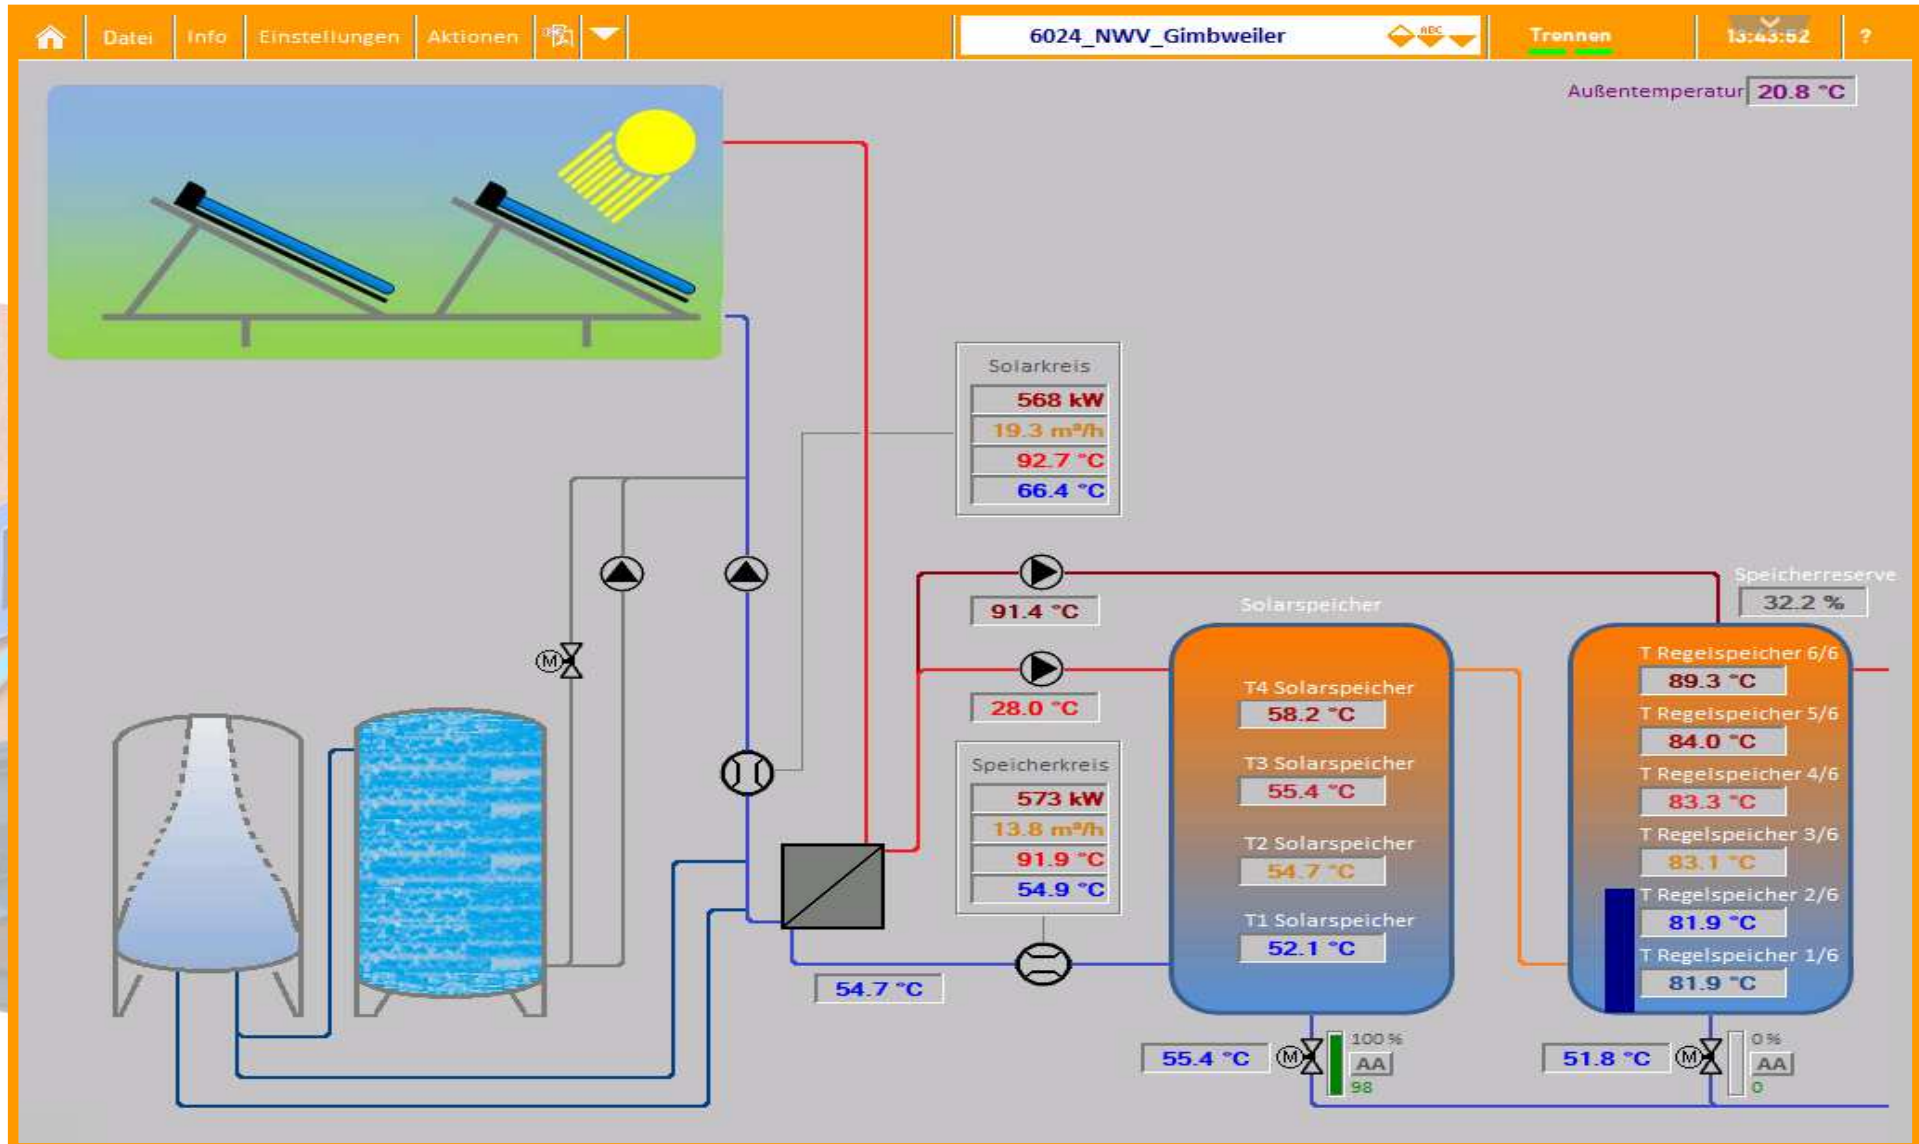 Datei Info Einstellungen Aktionen 6024_NWV_Gimbweiler ABC Trennen 13:43:52 ?
Außentemperatur 20.8 °C
Solarkreis
568 kW
19.3 m³/h
92.7 °C
66.4 °C
91.4 °C
28.0 °C
Speicherkreis
573 kW
13.8 m³/h
91.9 °C
54.9 °C
54.7 °C
M
Solarspeicher
T4 Solarspeicher
58.2 °C
T3 Solarspeicher
55.4 °C
T2 Solarspeicher
54.7 °C
T1 Solarspeicher
52.1 °C
55.4 °C
M
100 %
AA
98
Speicherreserve
32.2 %
T Regelspeicher 6/6
89.3 °C
T Regelspeicher 5/6
84.0 °C
T Regelspeicher 4/6
83.3 °C
T Regelspeicher 3/6
83.1 °C
T Regelspeicher 2/6
81.9 °C
T Regelspeicher 1/6
81.9 °C
51.8 °C
M
0 %
AA
0